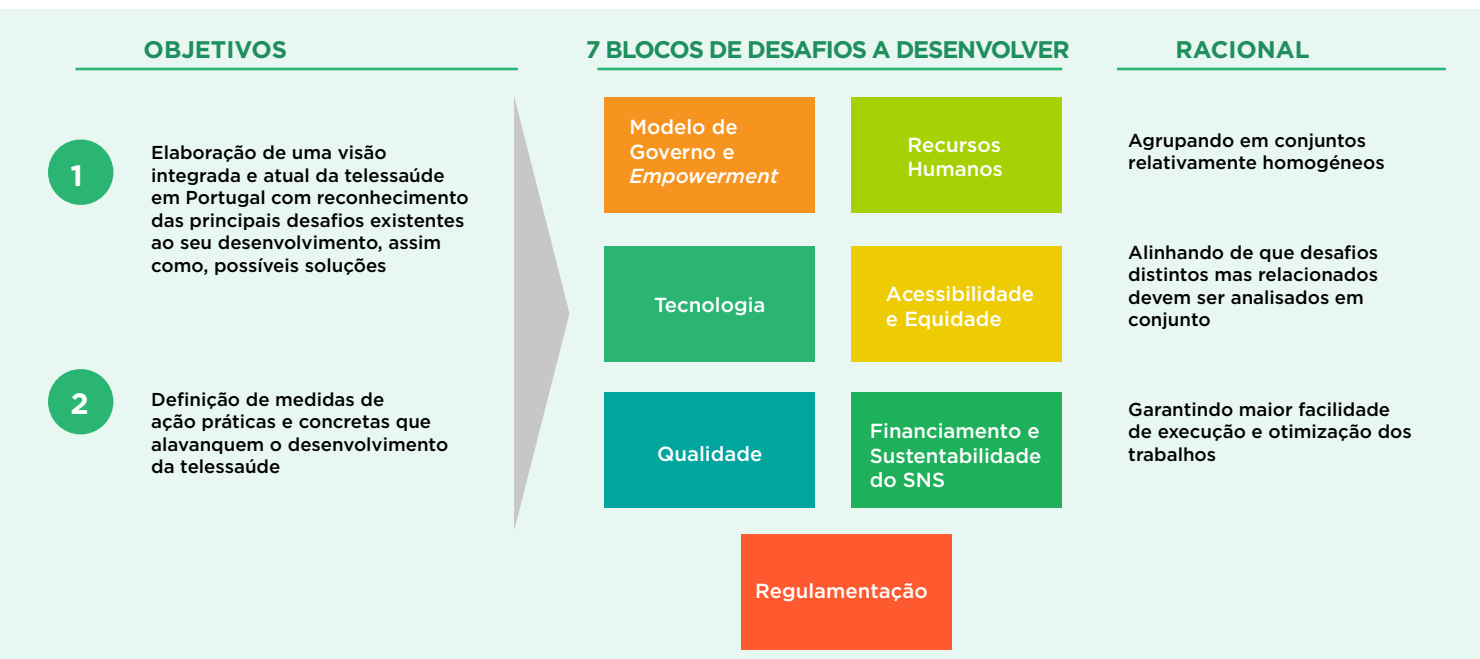 OBJETIVOS
1
Elaboração de uma visão
integrada e atual da telessaúde
em Portugal com reconhecimento
das principais desafios existentes
ao seu desenvolvimento, assim
como, possíveis soluções
2
Definição de medidas de
ação práticas e concretas que
alavanquem o desenvolvimento
da telessaúde
7 BLOCOS DE DESAFIOS A DESENVOLVER
Modelo de
Governo e
Empowerment
Recursos
Humanos
Tecnologia
Acessibilidade
e Equidade
Qualidade
Financiamento e
Sustentabilidade
do SNS
Regulamentação
RACIONAL
Agrupando em conjuntos
relativamente homogéneos
Alinhando de que desafios
distintos mas relacionados
devem ser analisados em
conjunto
Garantindo maior facilidade
de execução e otimização dos
trabalhos